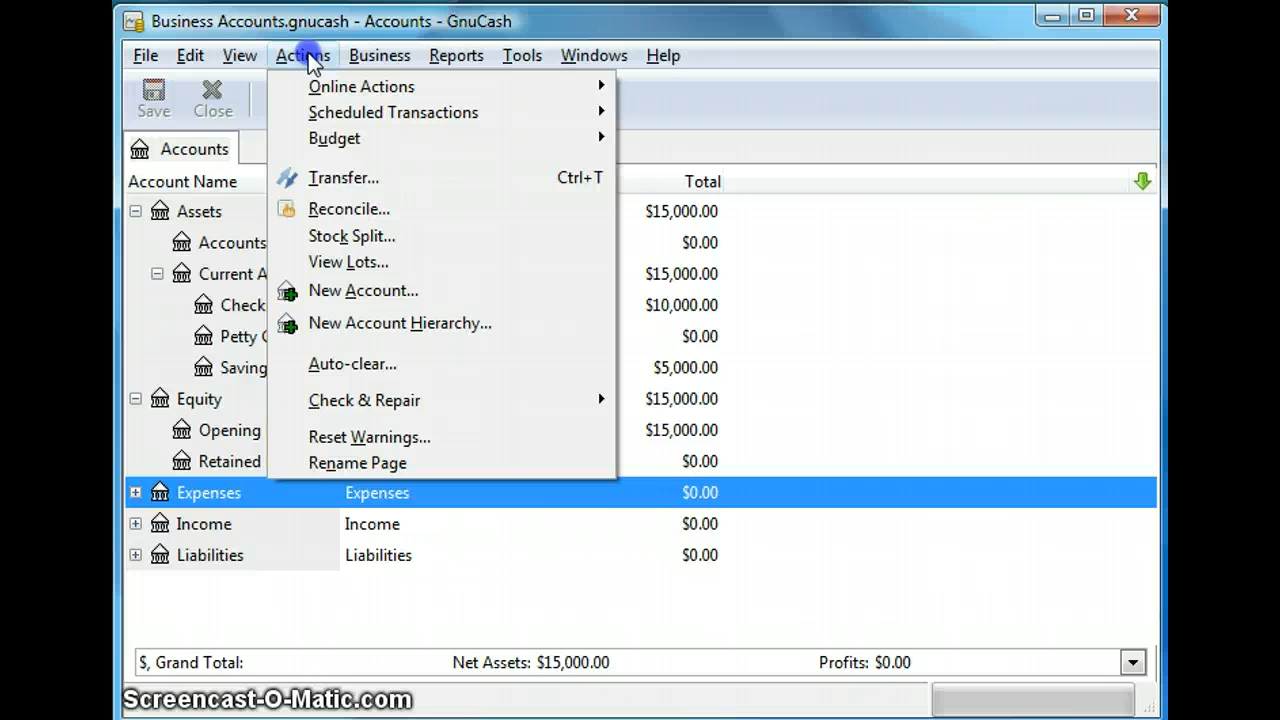 Business Accounts.gnucash - Accounts - GnuCash
File Edit View Actions Business Reports Tools Windows Help
Save Close
Online Actions
Scheduled Transactions
Budget
Transfer... Ctrl+T
Reconcile...
Stock Split...
View Lots...
New Account...
New Account Hierarchy...
Auto-clear...
Check & Repair
Reset Warnings...
Rename Page
Accounts
Account Name Total
Assets $15,000.00
Accounts $0.00
Current A $15,000.00
Check $10,000.00
Petty C $0.00
Saving $5,000.00
Equity $15,000.00
Opening $15,000.00
Retained $0.00
Expenses Expenses $0.00
Income Income $0.00
Liabilities Liabilities $0.00
$, Grand Total: Net Assets: $15,000.00 Profits: $0.00
Screencast-O-Matic.com